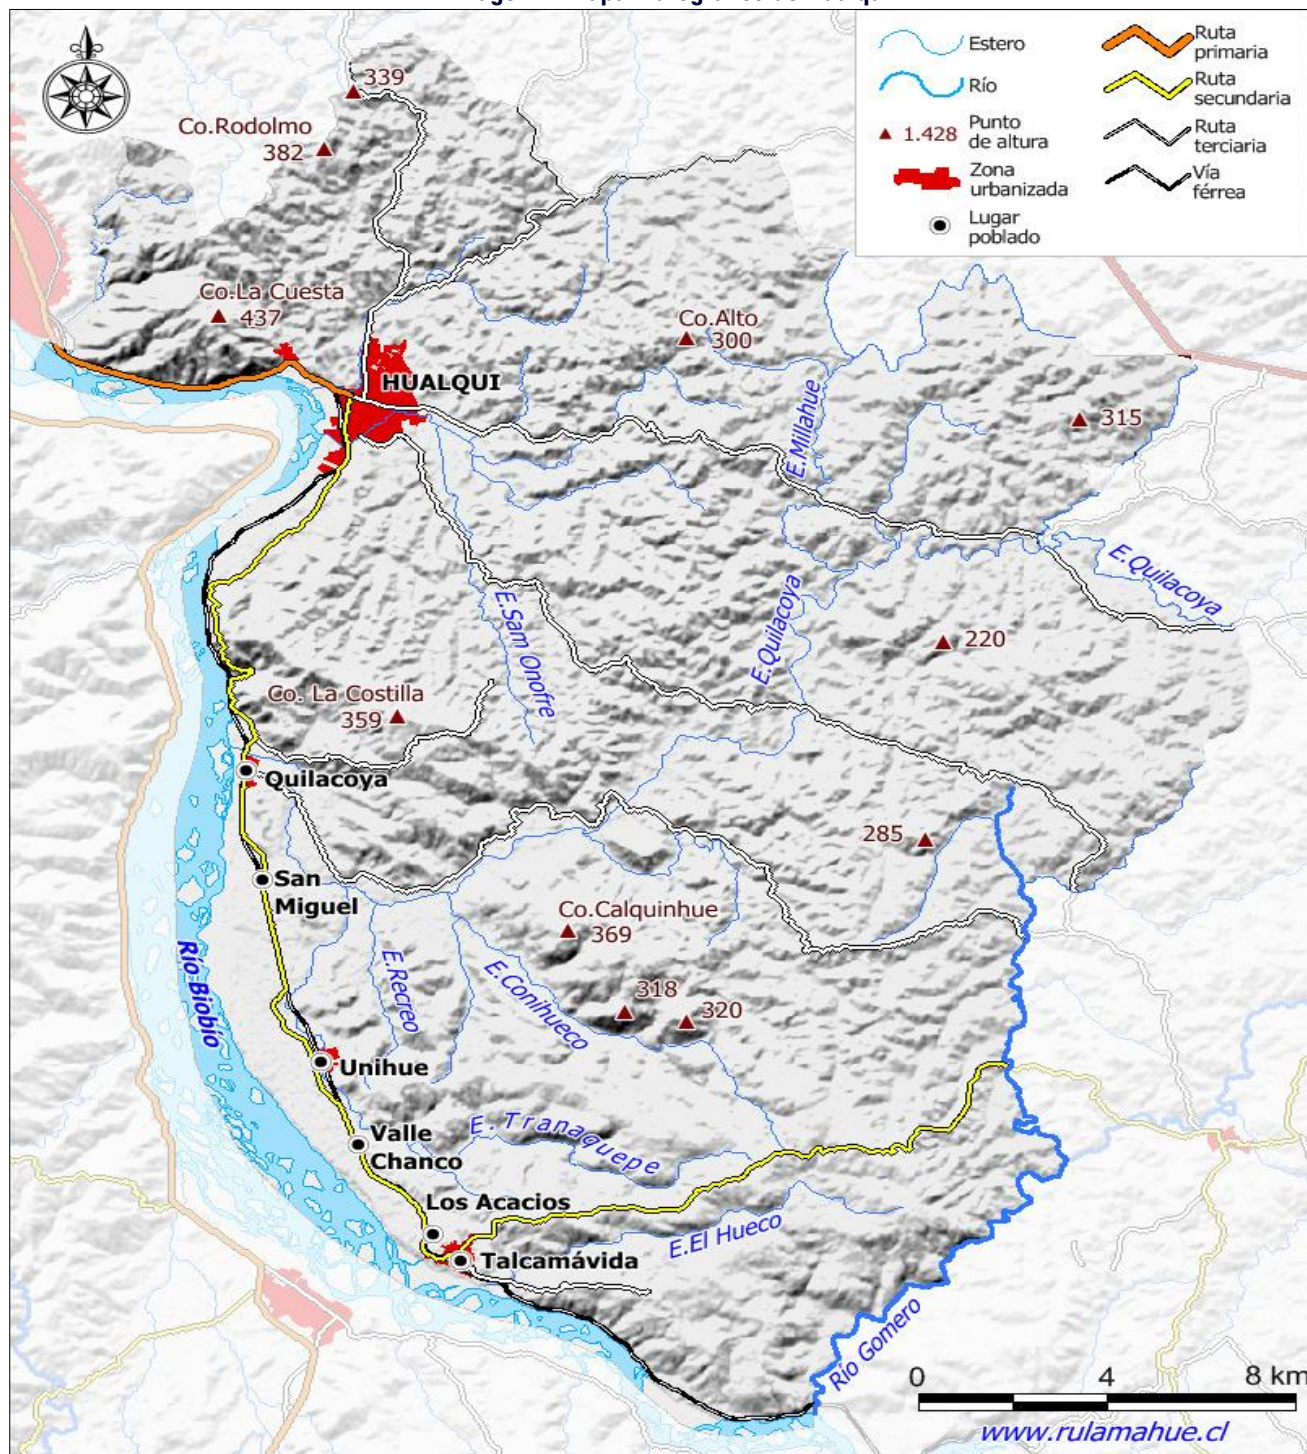 Estero
Río
1.428
Punto
de altura
Zona
urbanizada
Lugar
poblado
Ruta
primaria
Ruta
secundaria
Ruta
terciaria
Vía
férrea
339
Co.Rodolmo
382
Co.La Cuesta
437
Co.Alto
300
HUALQUI
E.Millahue
315
E.Quilacoya
E.Quilacoya
E.Sam Onofre
220
Co. La Costilla
359
Quilacoya
285
San
Miguel
Co.Calquinhue
369
Río Biobío
E.Recreo
E.Conihueco
318
320
Unihue
Valle
Chanco
E. Tranaquepe
Los Acacios
E.El Hueco
Talcamávida
Río Gomero
0 4 8 km
www.rulamahue.cl